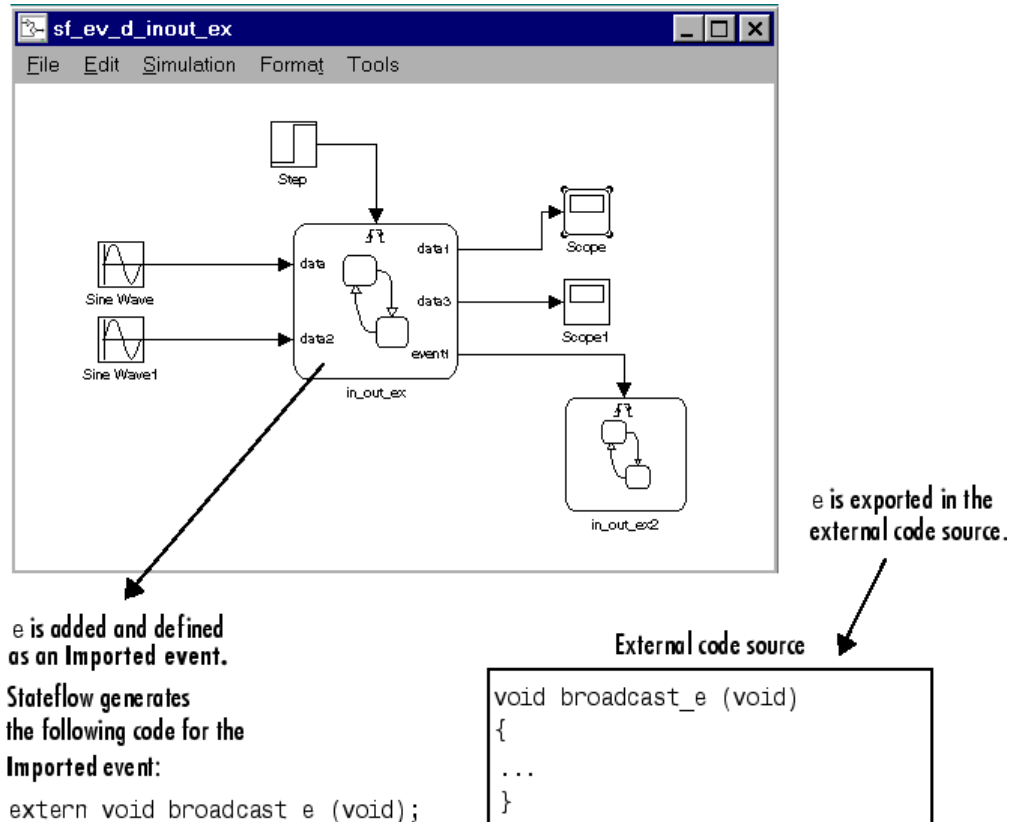 sf_ev_d_inout_ex
File Edit Simulation Format Tools
Step
data
data2
data1
data3
event1
Sine Wave
Sine Wave1
in_out_ex
Scope
Scope1
in_out_ex2
e is exported in the
external code source.
e is added and defined
as an Imported event.
Stateflow generates
the following code for the
Imported event:
extern void broadcast_e (void);
External code source
void broadcast_e (void)
{
...
}